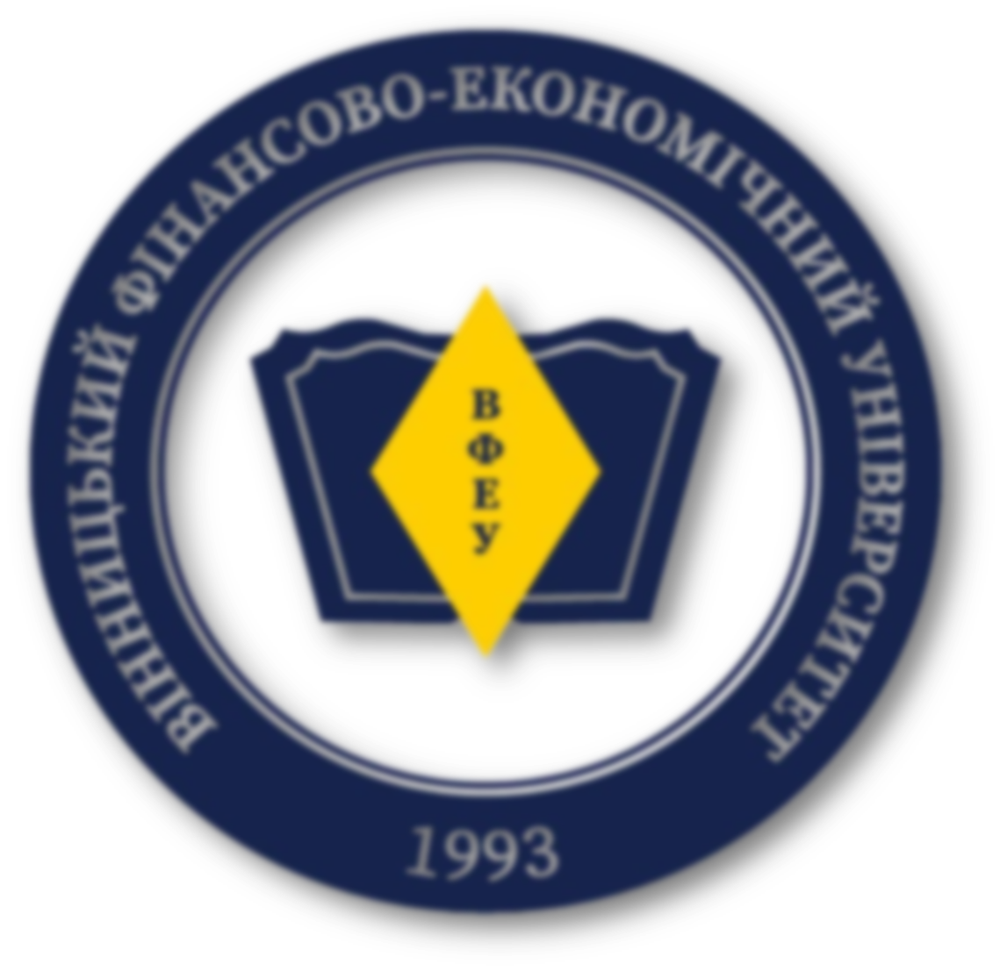 ВІННИЦЬКИЙ ФІНАНСОВО-ЕКОНОМІЧНИЙ УНІВЕРСИТЕТ
В
Ф
Е
У
1993